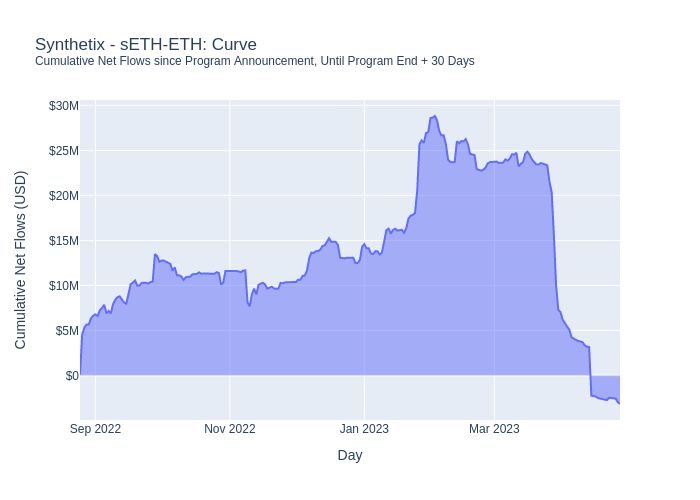 Synthetix - sETH-ETH: Curve
Cumulative Net Flows since Program Announcement, Until Program End + 30 Days
Cumulative Net Flows (USD)
$30M
$25M
$20M
$15M
$10M
$5M
$0
Sep 2022
Nov 2022
Jan 2023
Mar 2023
Day